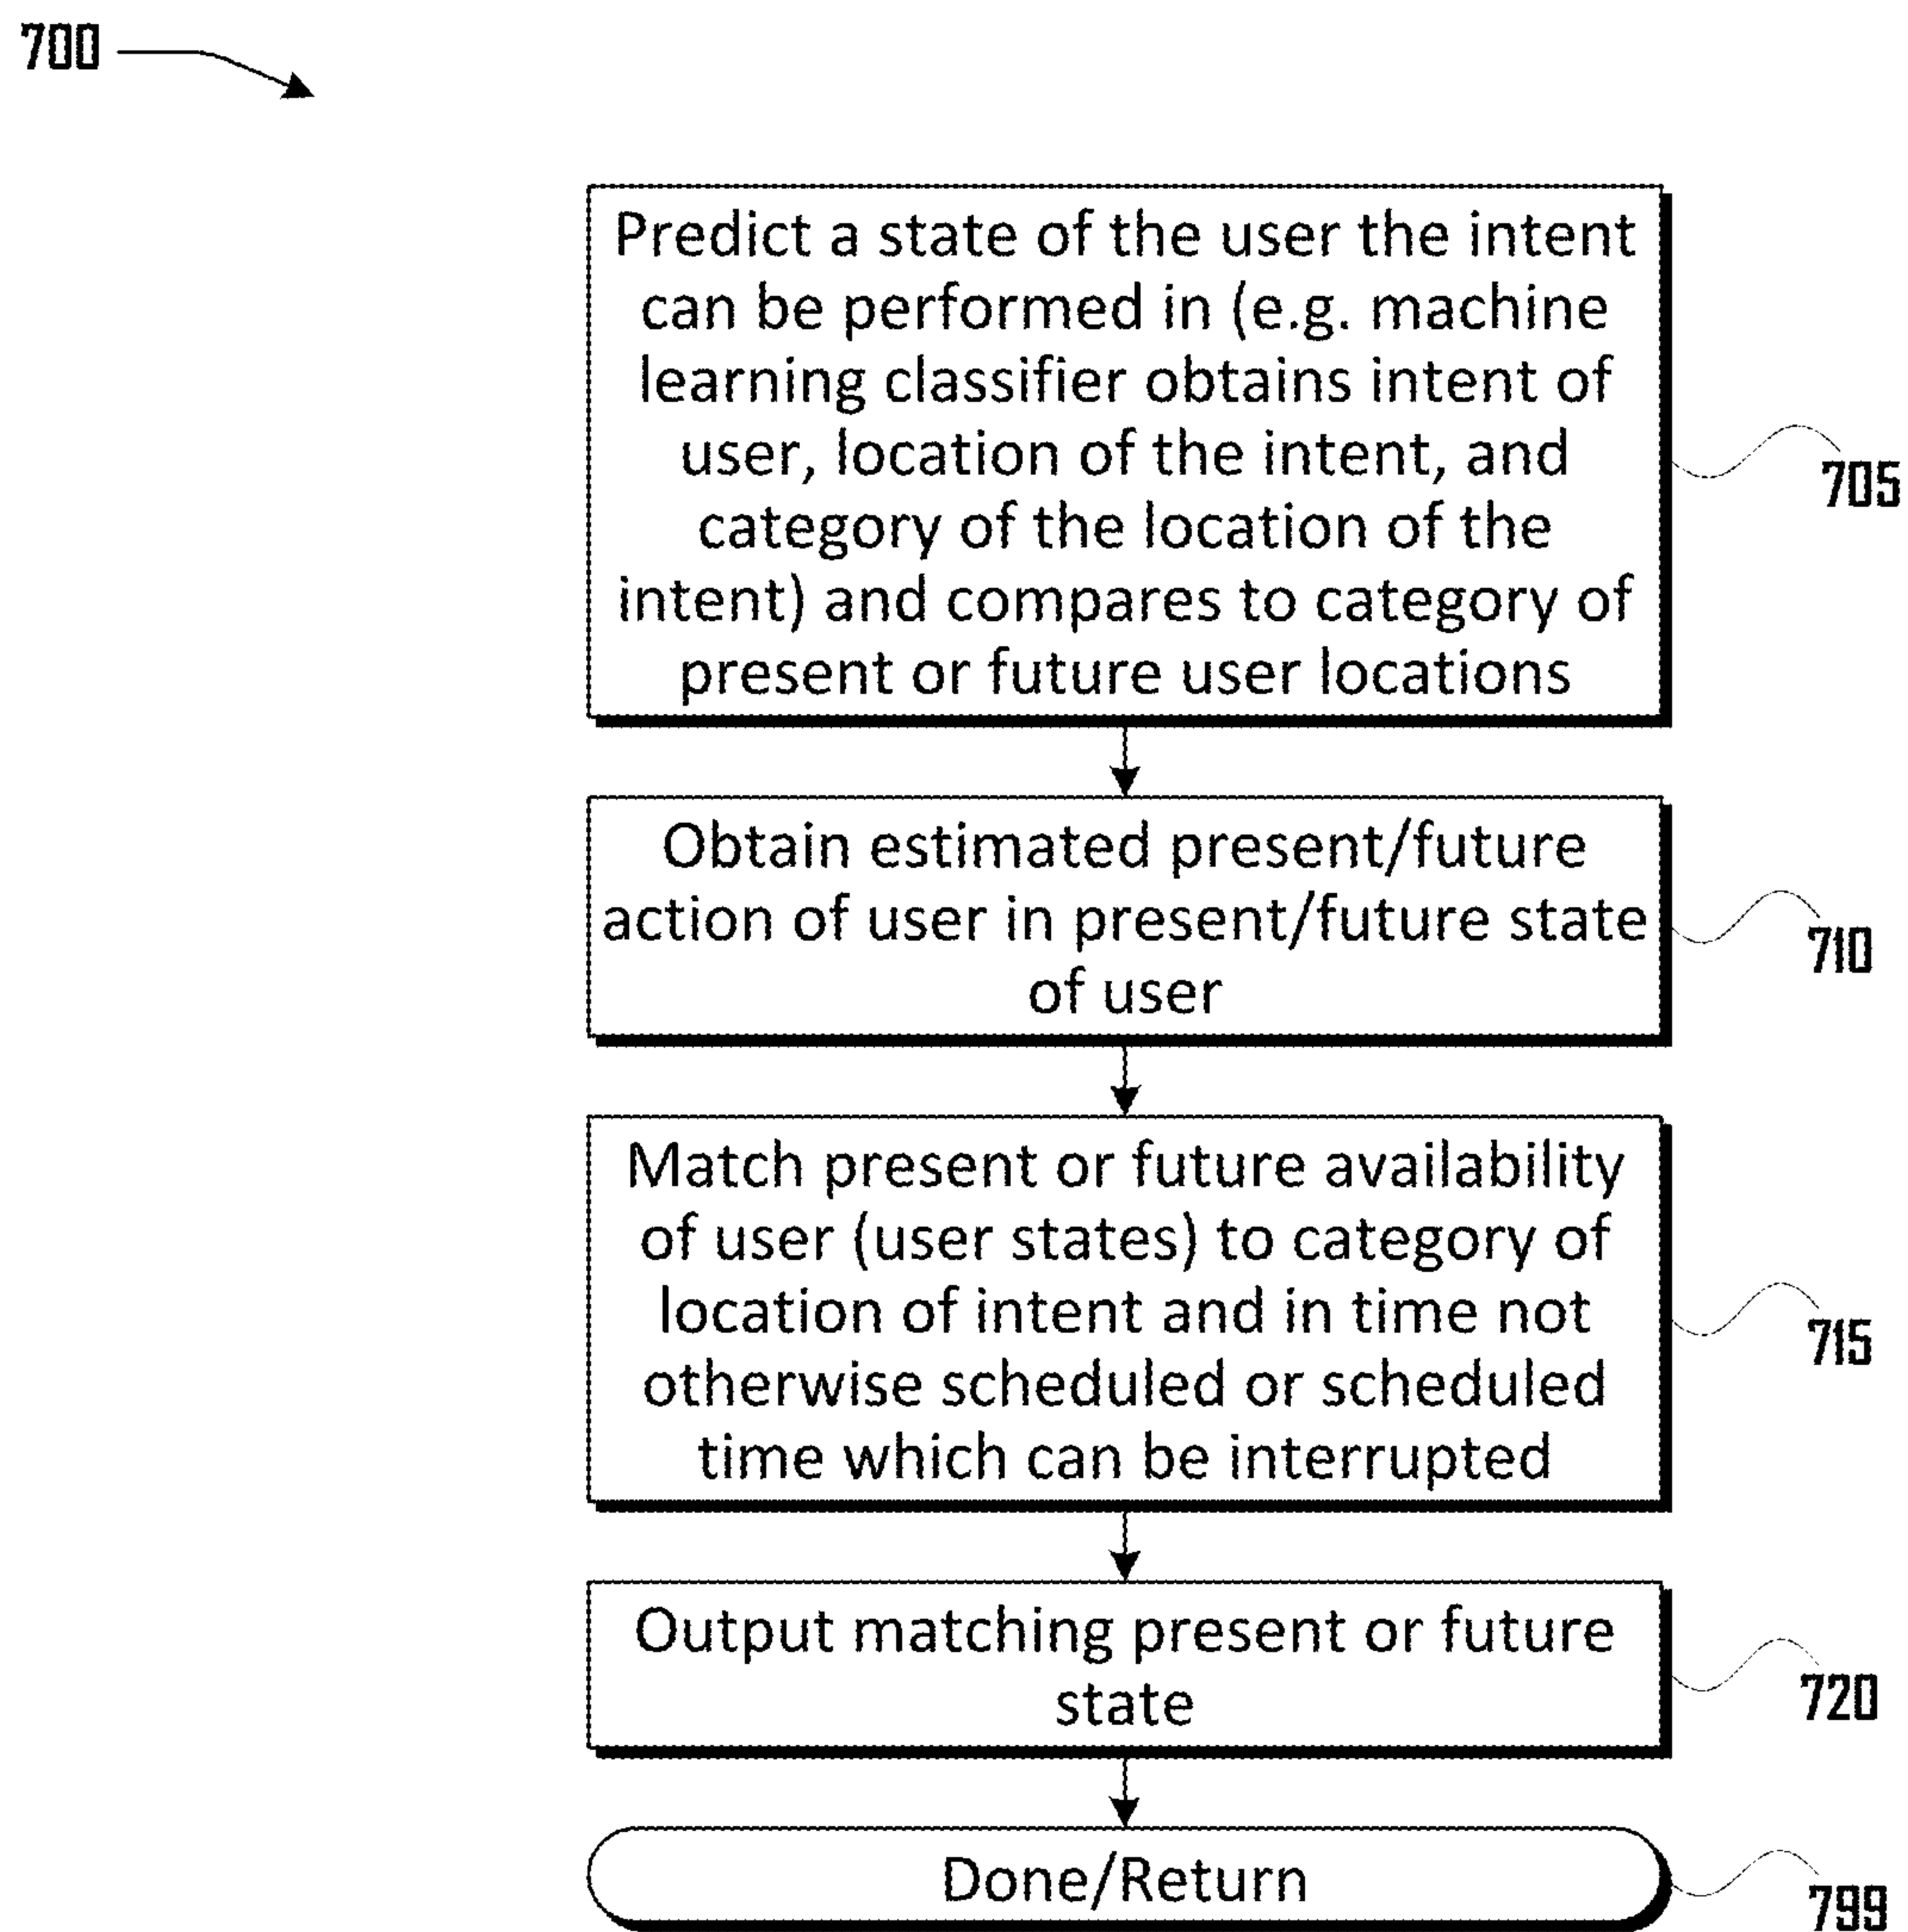 700
Predict a state of the user the intent
can be performed in (e.g. machine
learning classifier obtains intent of
user, location of the intent, and
category of the location of the
intent) and compares to category of
present or future user locations
705
Obtain estimated present/future
action of user in present/future state
of user
710
Match present or future availability
of user (user states) to category of
location of intent and in time not
otherwise scheduled or scheduled
time which can be interrupted
715
Output matching present or future
state
720
Done/Return
799